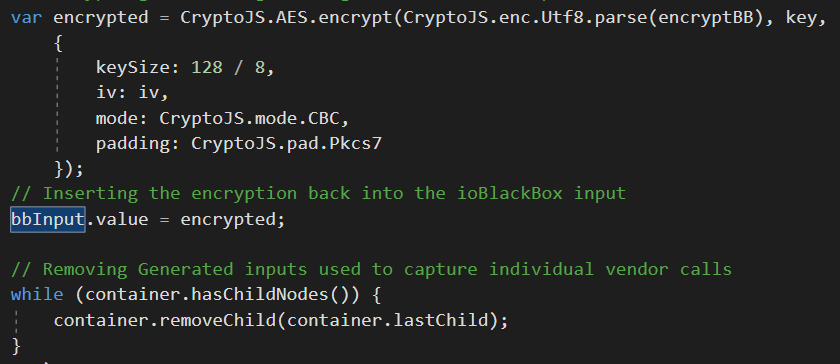 var encrypted = CryptoJS.AES.encrypt(CryptoJS.enc.Utf8.parse(encryptBB), key,
{
keySize: 128 / 8,
iv: iv,
mode: CryptoJS.mode.CBC,
padding: CryptoJS.pad.Pkcs7
});
// Inserting the encryption back into the ioBlackBox input
bbInput.value = encrypted;
// Removing Generated inputs used to capture individual vendor calls
while (container.hasChildNodes()) {
container.removeChild(container.lastChild);
}